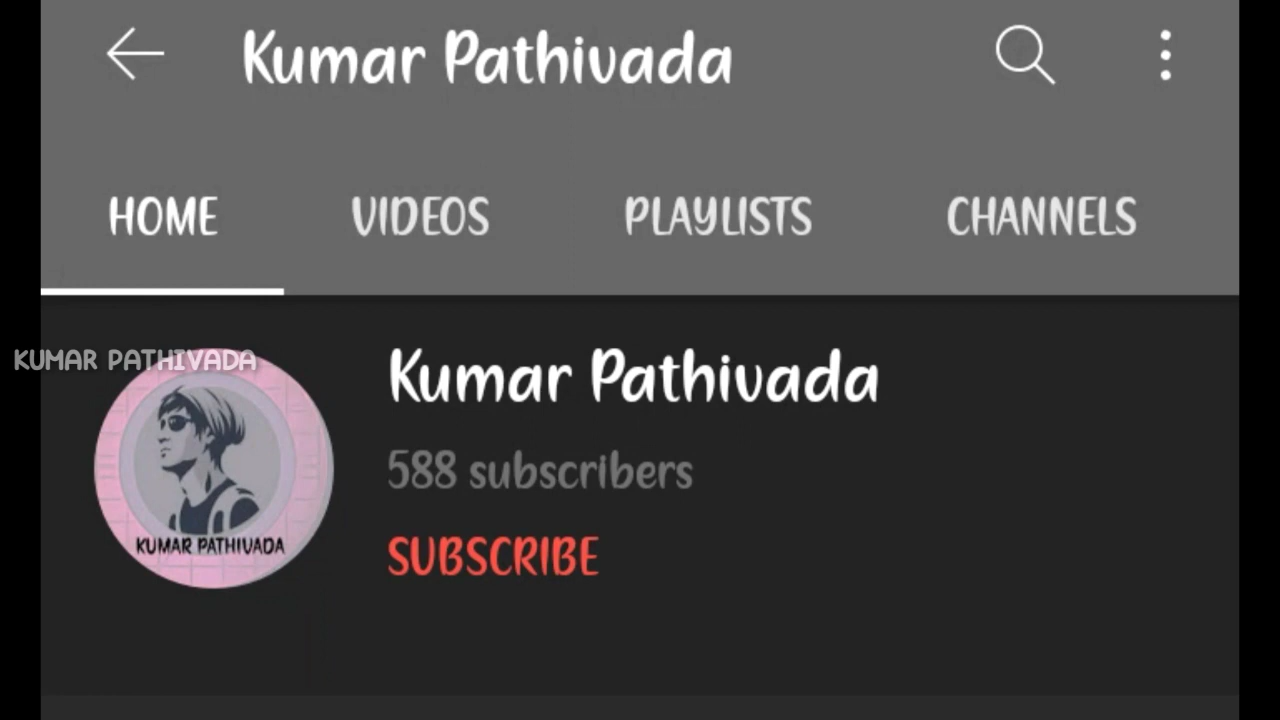 Kumar Pathivada
HOME VIDEOS PLAYLISTS CHANNELS
KUMAR PATHIVADA
Kumar Pathivada
588 subscribers
SUBSCRIBE
KUMAR PATHIVADA